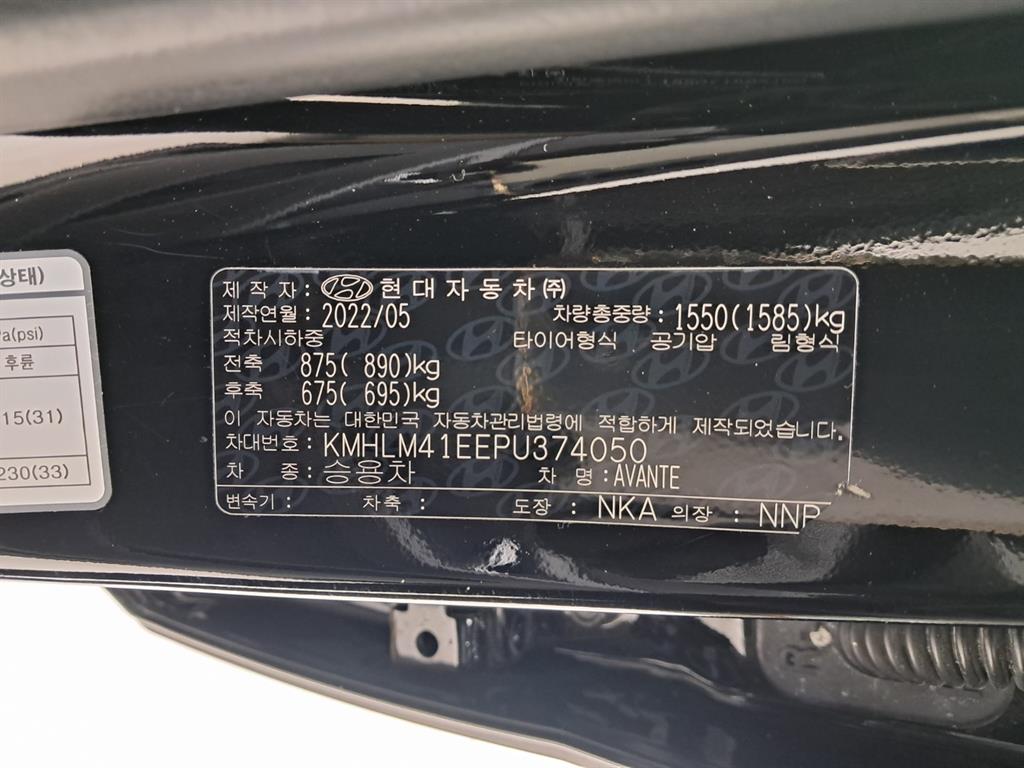 상태)
a(psi)
후륜
15(31)
230(33)
제 작 자 : 현대자동차㈜
제작연월 : 2022/05 차량총중량 : 1550(1585)kg
적차시하중 타이어형식 공기압 림형식
전축 875( 890)kg
후축 675( 695)kg
이 자동차는 대한민국 자동차관리법령에 적합하게 제작되었습니다.
차대번호 : KMHLM41EEPU374050
차 종 : 승용차 차 명 : AVANTE
변속기 : 차축 : 도장 : NKA 의장 : NNP